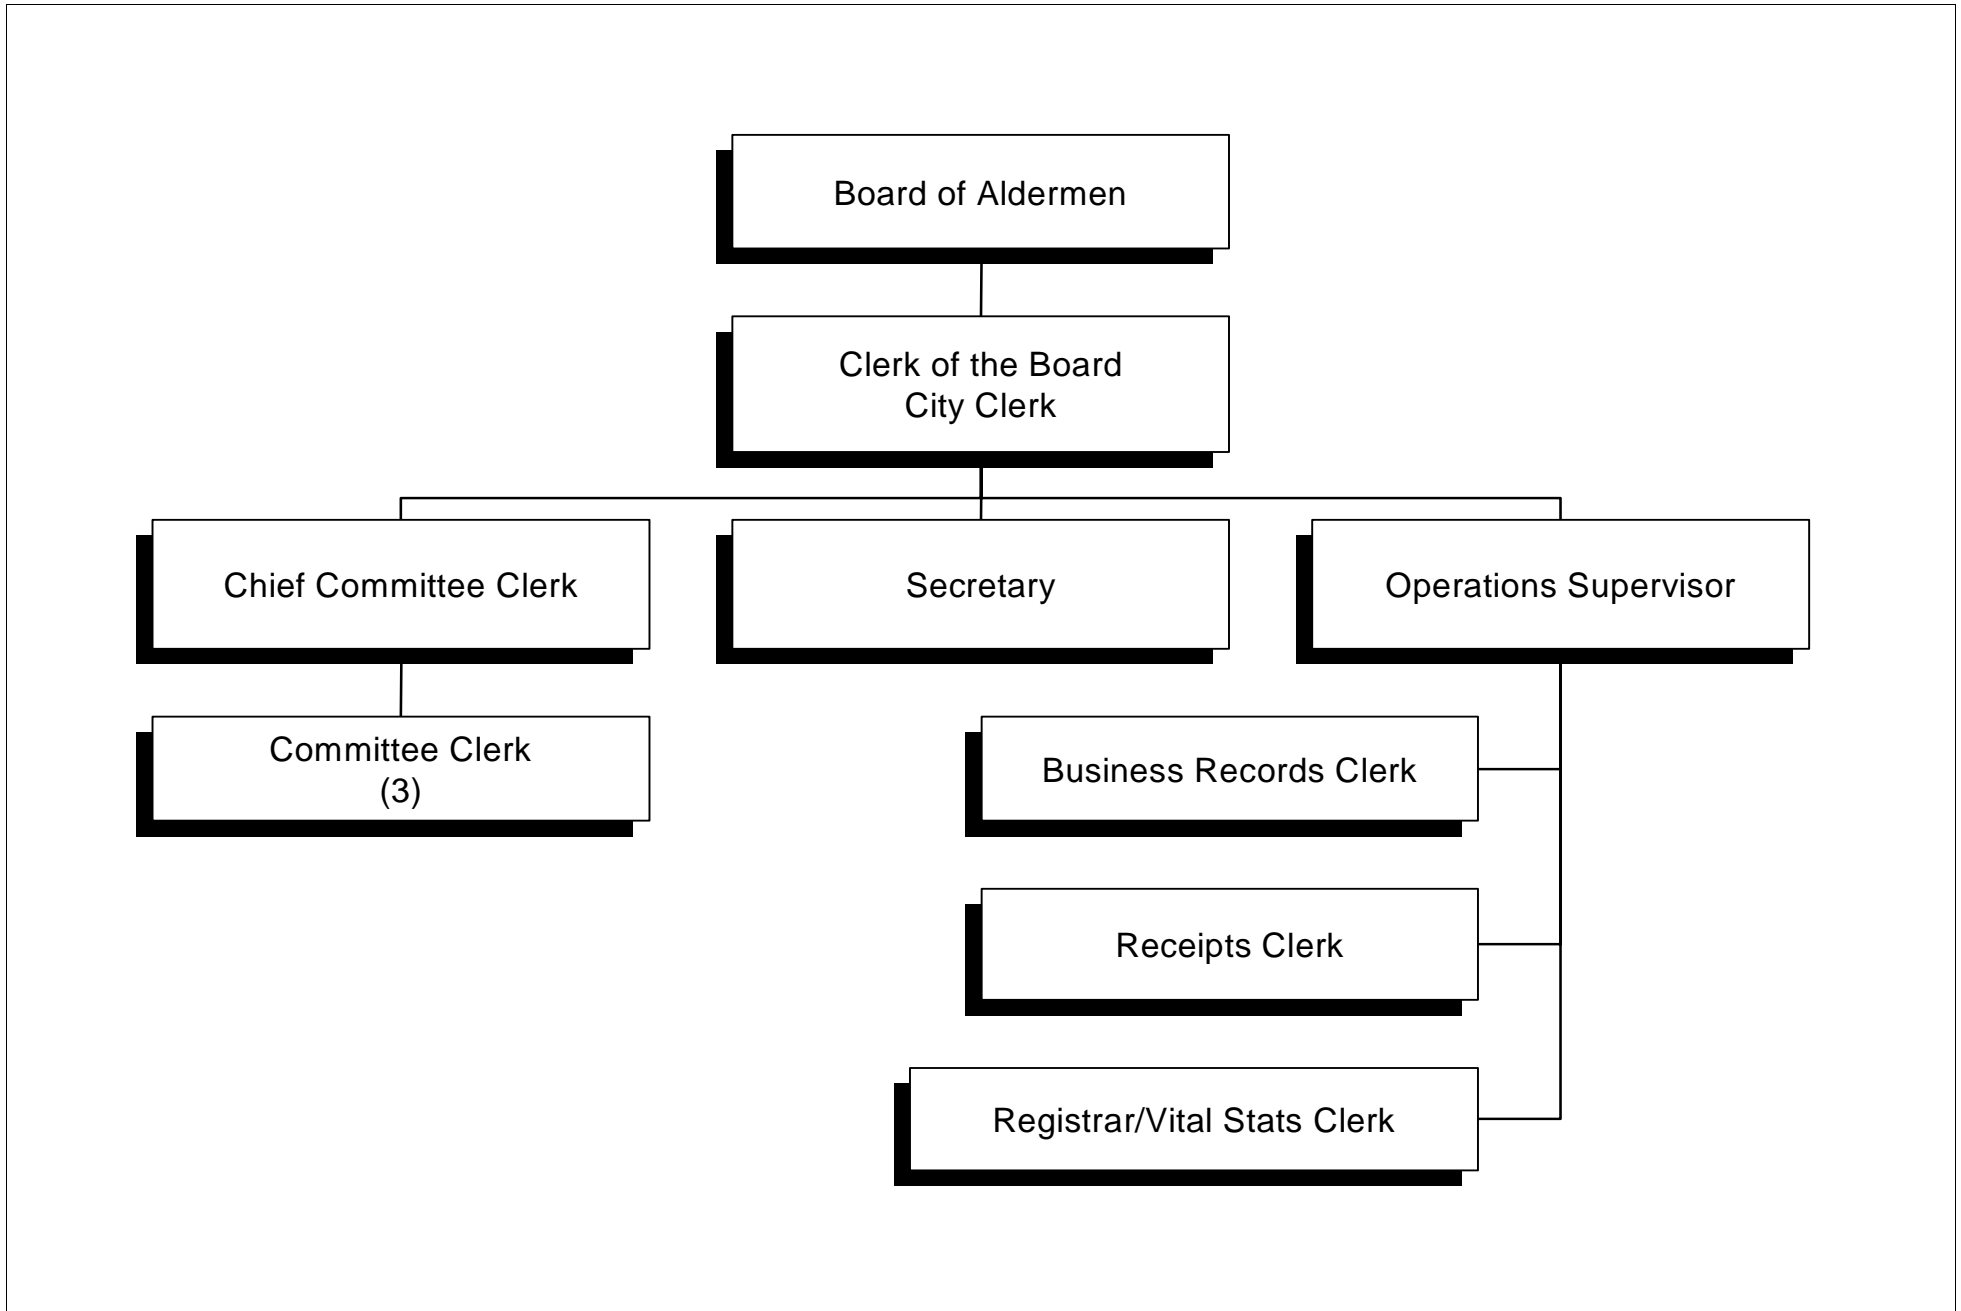 Board of Aldermen
Clerk of the Board
City Clerk
Chief Committee Clerk
Secretary
Operations Supervisor
Committee Clerk
(3)
Business Records Clerk
Receipts Clerk
Registrar/Vital Stats Clerk